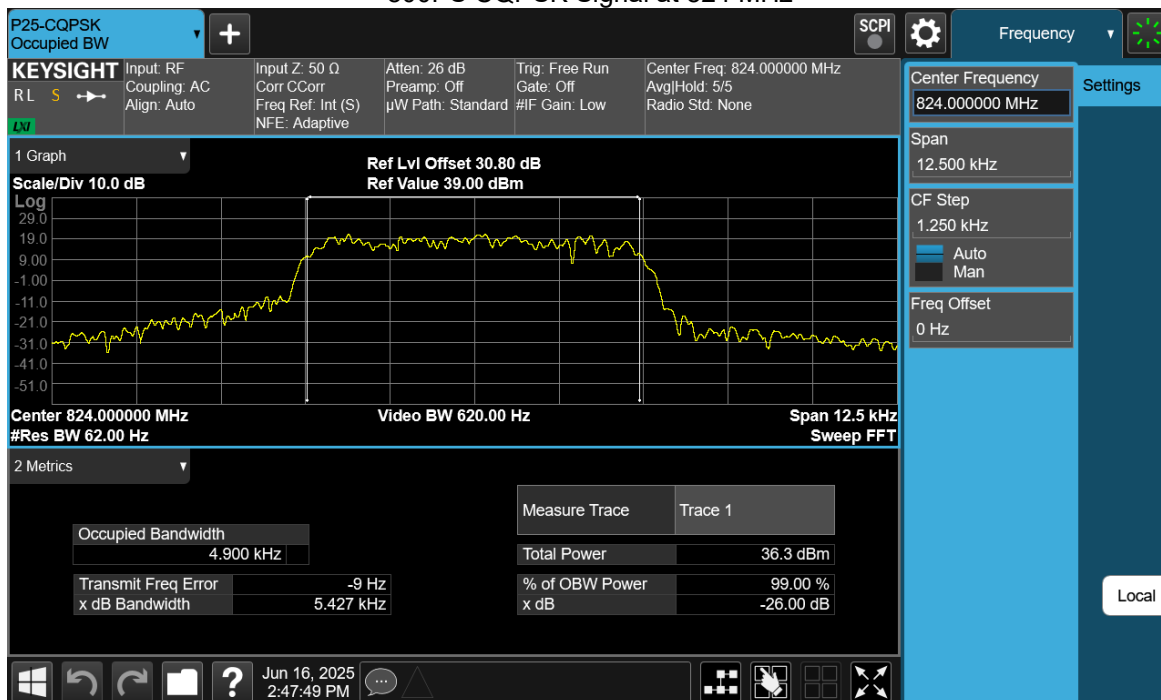 800PS CQPSK Signal at 824 MHz
P25-CQPSK
Occupied BW
+
SCPI
Frequency
KEYSIGHT
RL S
LXI
Input: RF
Coupling: AC
Align: Auto
Input Z: 50 Ω
Corr CCorr
Freq Ref: Int (S)
NFE: Adaptive
Atten: 26 dB
Preamp: Off
µW Path: Standard
Trig: Free Run
Gate: Off
#IF Gain: Low
Center Freq: 824.000000 MHz
Avg|Hold: 5/5
Radio Std: None
Center Frequency
824.000000 MHz
Settings
Span
12.500 kHz
CF Step
1.250 kHz
Auto
Man
Freq Offset
0 Hz
Local
1 Graph
Scale/Div 10.0 dB
Ref Lvl Offset 30.80 dB
Ref Value 39.00 dBm
Log
29.0
19.0
9.00
-1.00
-11.0
-21.0
-31.0
-41.0
-51.0
Center 824.000000 MHz
#Res BW 62.00 Hz
Video BW 620.00 Hz
Span 12.5 kHz
Sweep FFT
2 Metrics
Measure Trace Trace 1
Occupied Bandwidth
4.900 kHz
Total Power 36.3 dBm
Transmit Freq Error -9 Hz
% of OBW Power 99.00 %
x dB Bandwidth 5.427 kHz
x dB -26.00 dB
?
Jun 16, 2025
2:47:49 PM